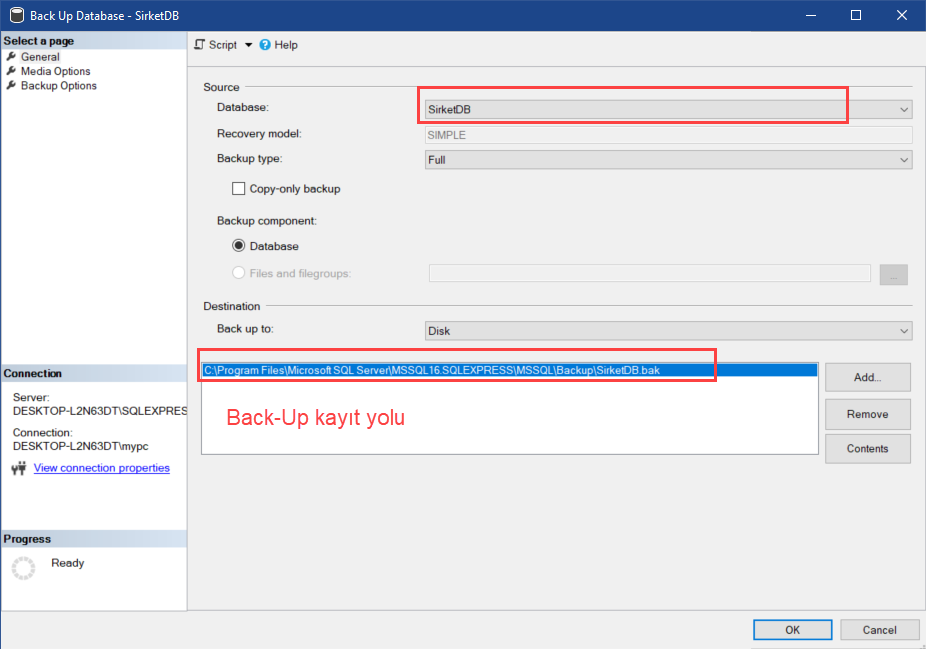 Back Up Database - SirketDB
Select a page
General
Media Options
Backup Options
Script Help
Source
Database: SirketDB
Recovery model: SIMPLE
Backup type: Full
Copy-only backup
Backup component:
Database
Files and filegroups: ...
Destination
Back up to: Disk
C:\Program Files\Microsoft SQL Server\MSSQL16.SQLEXPRESS\MSSQL\Backup\SirketDB.bak
Back-Up kayıt yolu
Add...
Remove
Contents
Connection
Server:
DESKTOP-L2N63DT\SQLEXPRES
Connection:
DESKTOP-L2N63DT\mypc
View connection properties
Progress
Ready
OK Cancel